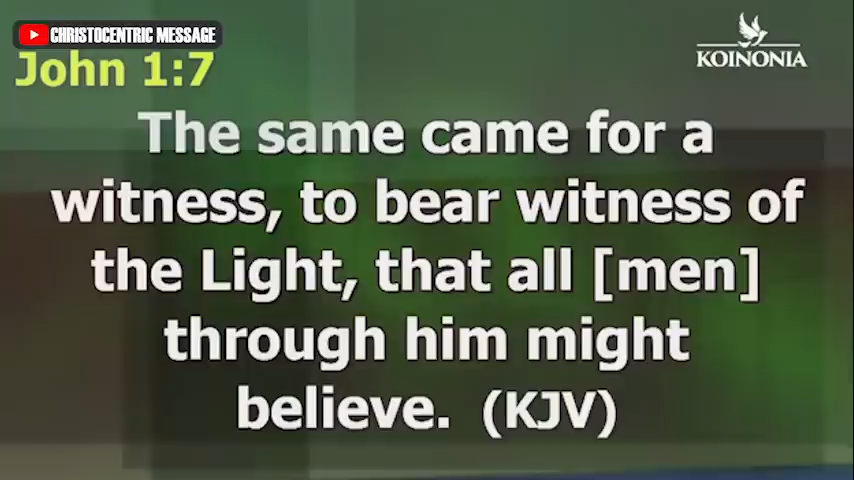 CHRISTOCENTRIC MESSAGE
KOINONIA
John 1:7
The same came for a
witness, to bear witness of
the Light, that all [men]
through him might
believe. (KJV)